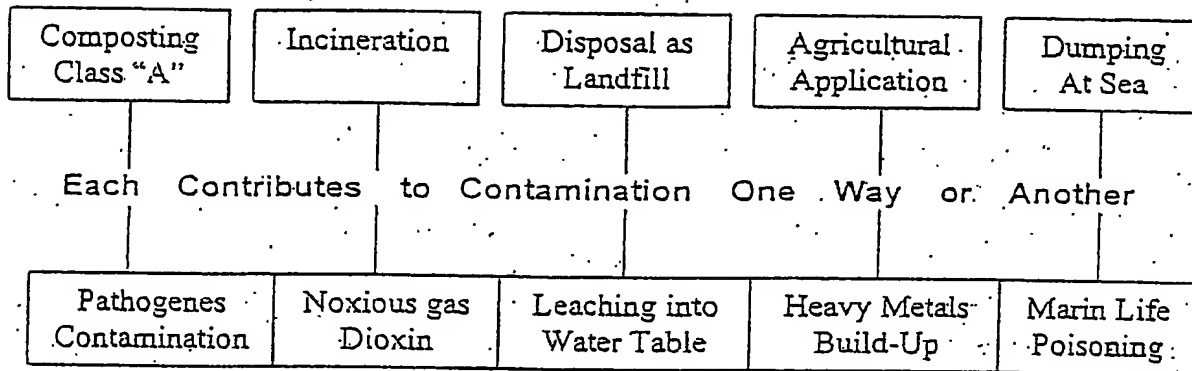 Composting
Class "A"
Incineration
Disposal as
Landfill
Agricultural
Application
Dumping
At Sea
Each Contributes to Contamination One Way or Another
Pathogenes
Contamination
Noxious gas
Dioxin
Leaching into
Water Table
Heavy Metals-
Build-Up
Marin Life
Poisoning